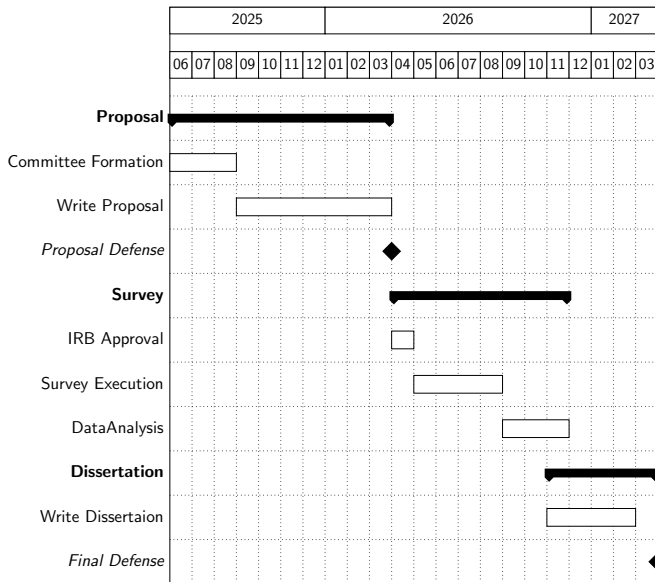 2025 2026 2027
06 07 08 09 10 11 12 01 02 03 04 05 06 07 08 09 10 11 12 01 02 03
Proposal
Committee Formation
Write Proposal
Proposal Defense
Survey
IRB Approval
Survey Execution
DataAnalysis
Dissertation
Write Dissertaion
Final Defense